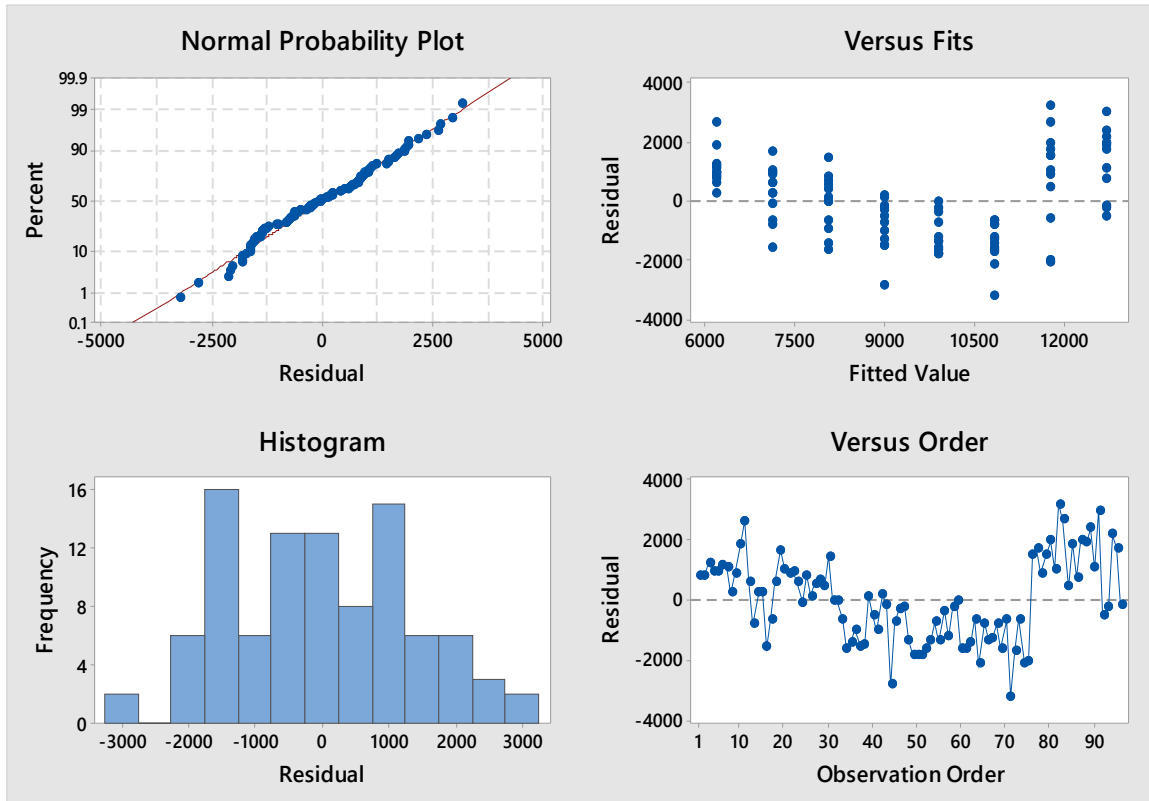 Normal Probability Plot
99.9
99
90
50
10
1
0.1
Percent
-5000 -2500 0 2500 5000
Residual
Versus Fits
4000
2000
0
-2000
-4000
Residual
6000 7500 9000 10500 12000
Fitted Value
Histogram
16
12
8
4
0
Frequency
-3000 -2000 -1000 0 1000 2000 3000
Residual
Versus Order
4000
2000
0
-2000
-4000
Residual
1 10 20 30 40 50 60 70 80 90
Observation Order